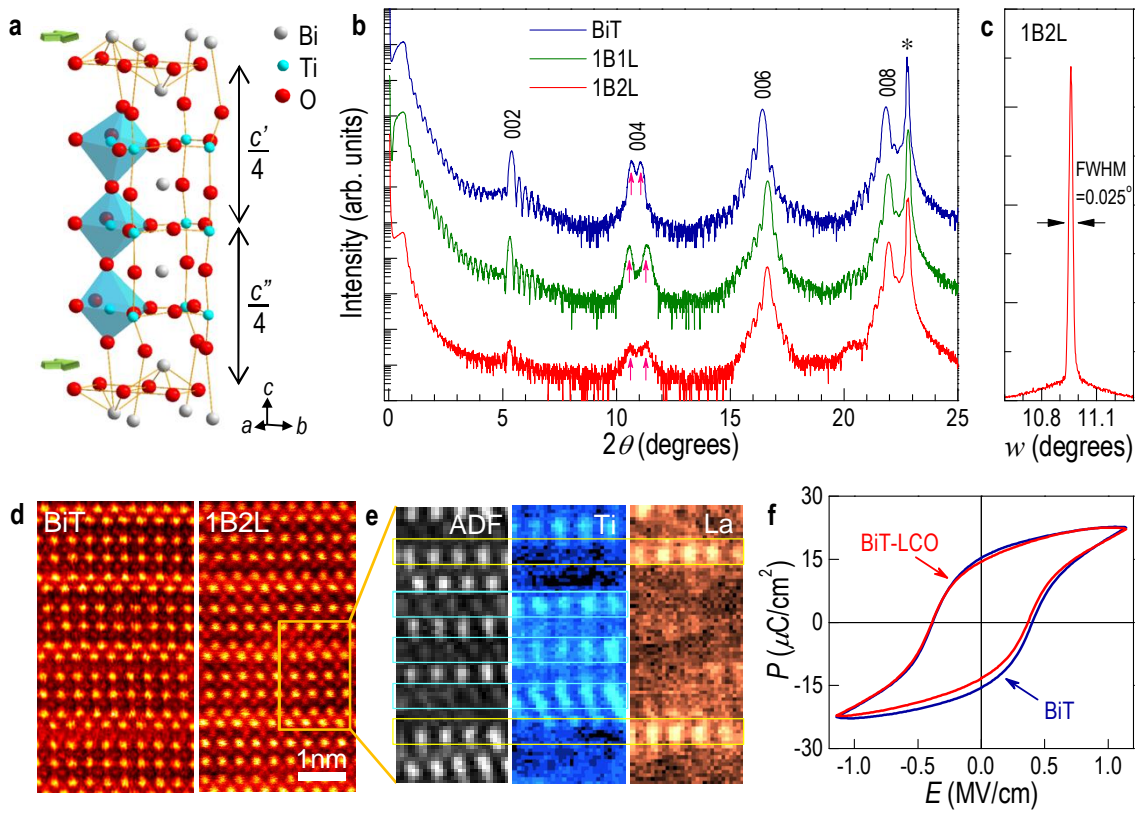 a
Bi
Ti
O
c'
4
c"
4
c
a
b
b
BiT
1B1L
1B2L
002
004
006
008
*
Intensity (arb. units)
0
5
10
15
20
25
2θ (degrees)
c
1B2L
FWHM
=0.025°
10.8
11.1
w (degrees)
d
BiT
1B2L
1nm
e
ADF
Ti
La
f
30
15
0
-15
-30
P (μC/cm²)
BiT-LCO
BiT
-1.0
-0.5
0.0
0.5
1.0
E (MV/cm)